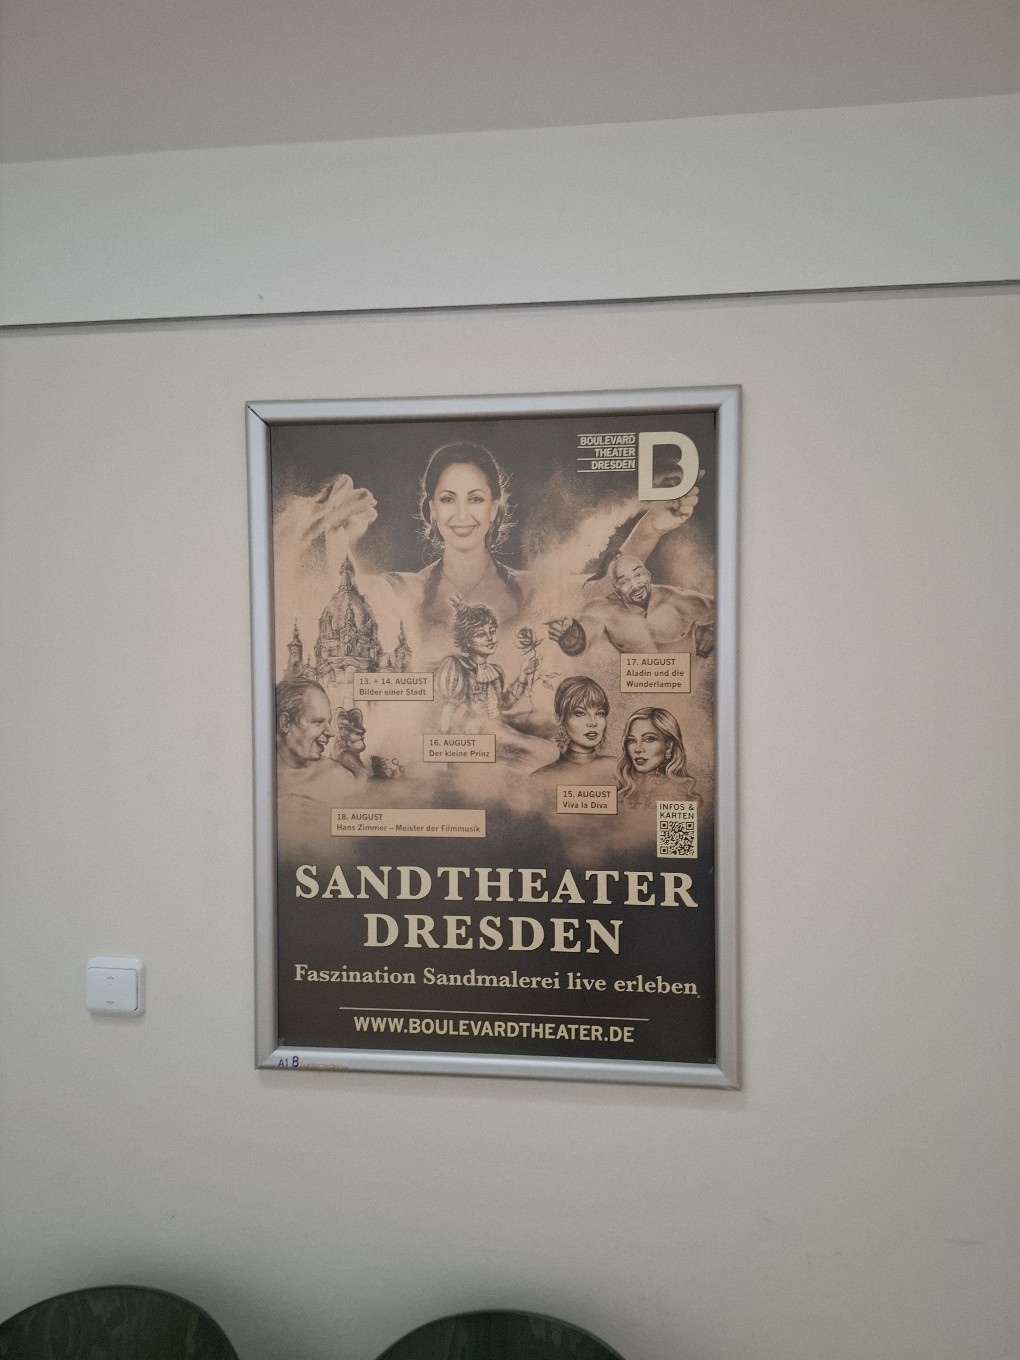 BOULEVARD
THEATER
DRESDEN
B
17. AUGUST
Aladin und die
Wunderlampe
13. + 14. AUGUST
Bilder einer Stadt
16. AUGUST
Der kleine Prinz
15. AUGUST
Viva la Diva
INFOS &
KARTEN
18. AUGUST
Hans Zimmer – Meister der Filmmusik
SANDTHEATER
DRESDEN
Faszination Sandmalerei live erleben
WWW.BOULEVARDTHEATER.DE
A1 8